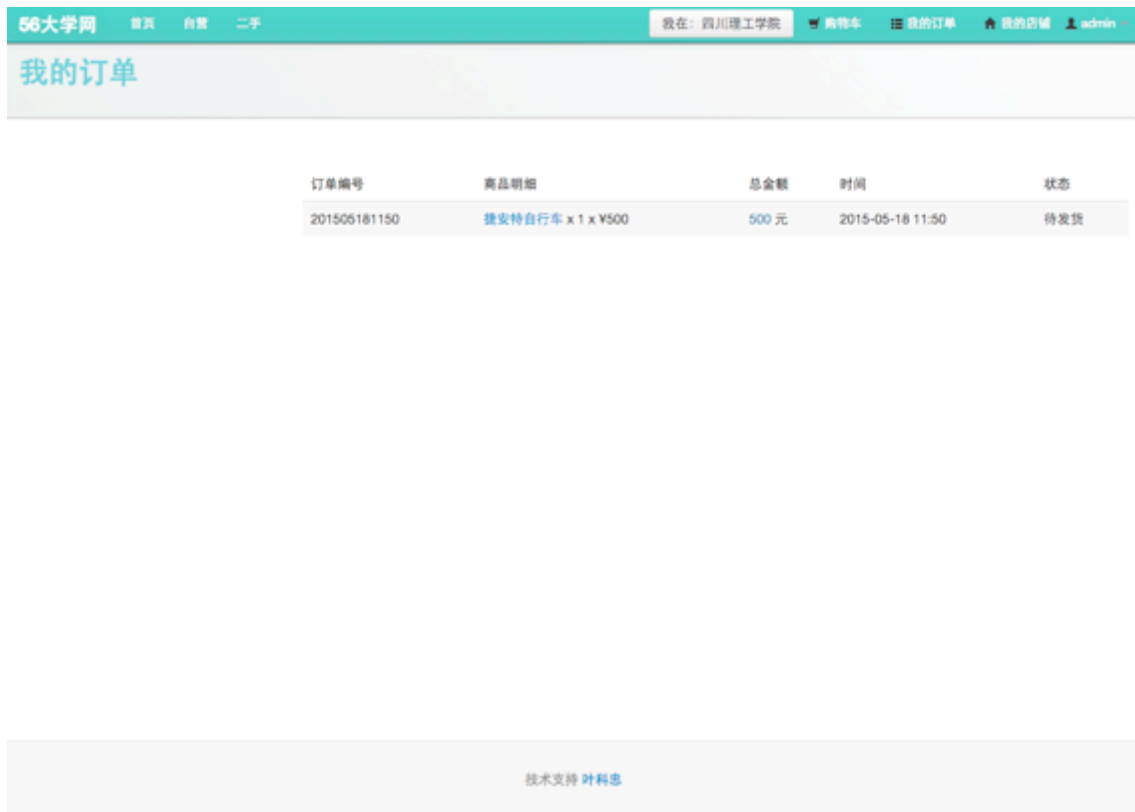 56大学网 首页 自营 二手 我在：四川理工学院 购物车 我的订单 我的店铺 admin
我的订单
订单编号 商品明细 总金额 时间 状态
201505181150 捷安特自行车 x 1 x ¥500 500 元 2015-05-18 11:50 待发货
技术支持 叶科忠